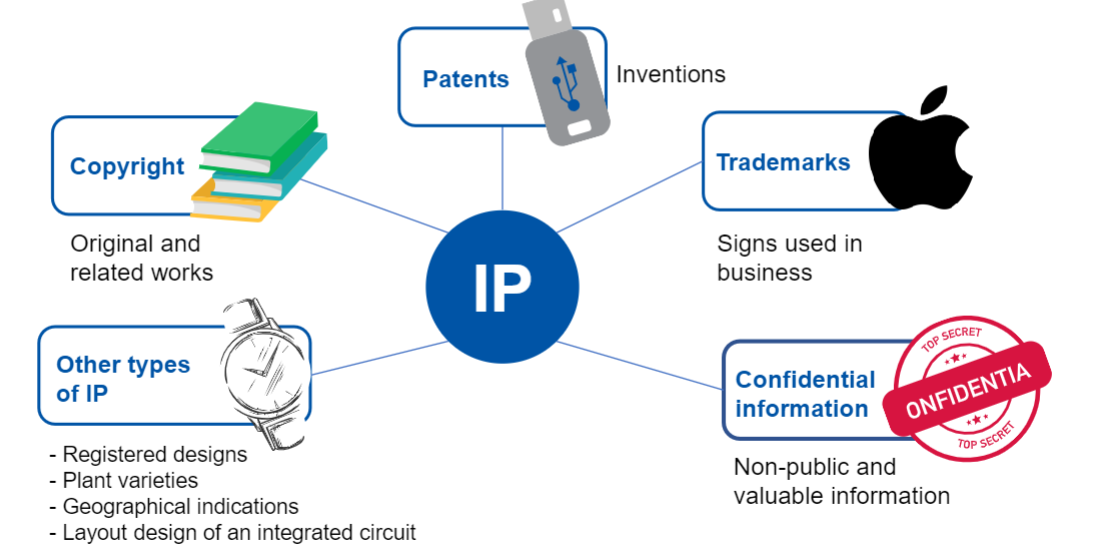 Patents
Inventions
Copyright
Original and
related works
Trademarks
Signs used in
business
IP
Other types
of IP
- Registered designs
- Plant varieties
- Geographical indications
- Layout design of an integrated circuit
Confidential
information
TOP SECRET
ONFIDENTIA
TOP SECRET
Non-public and
valuable information